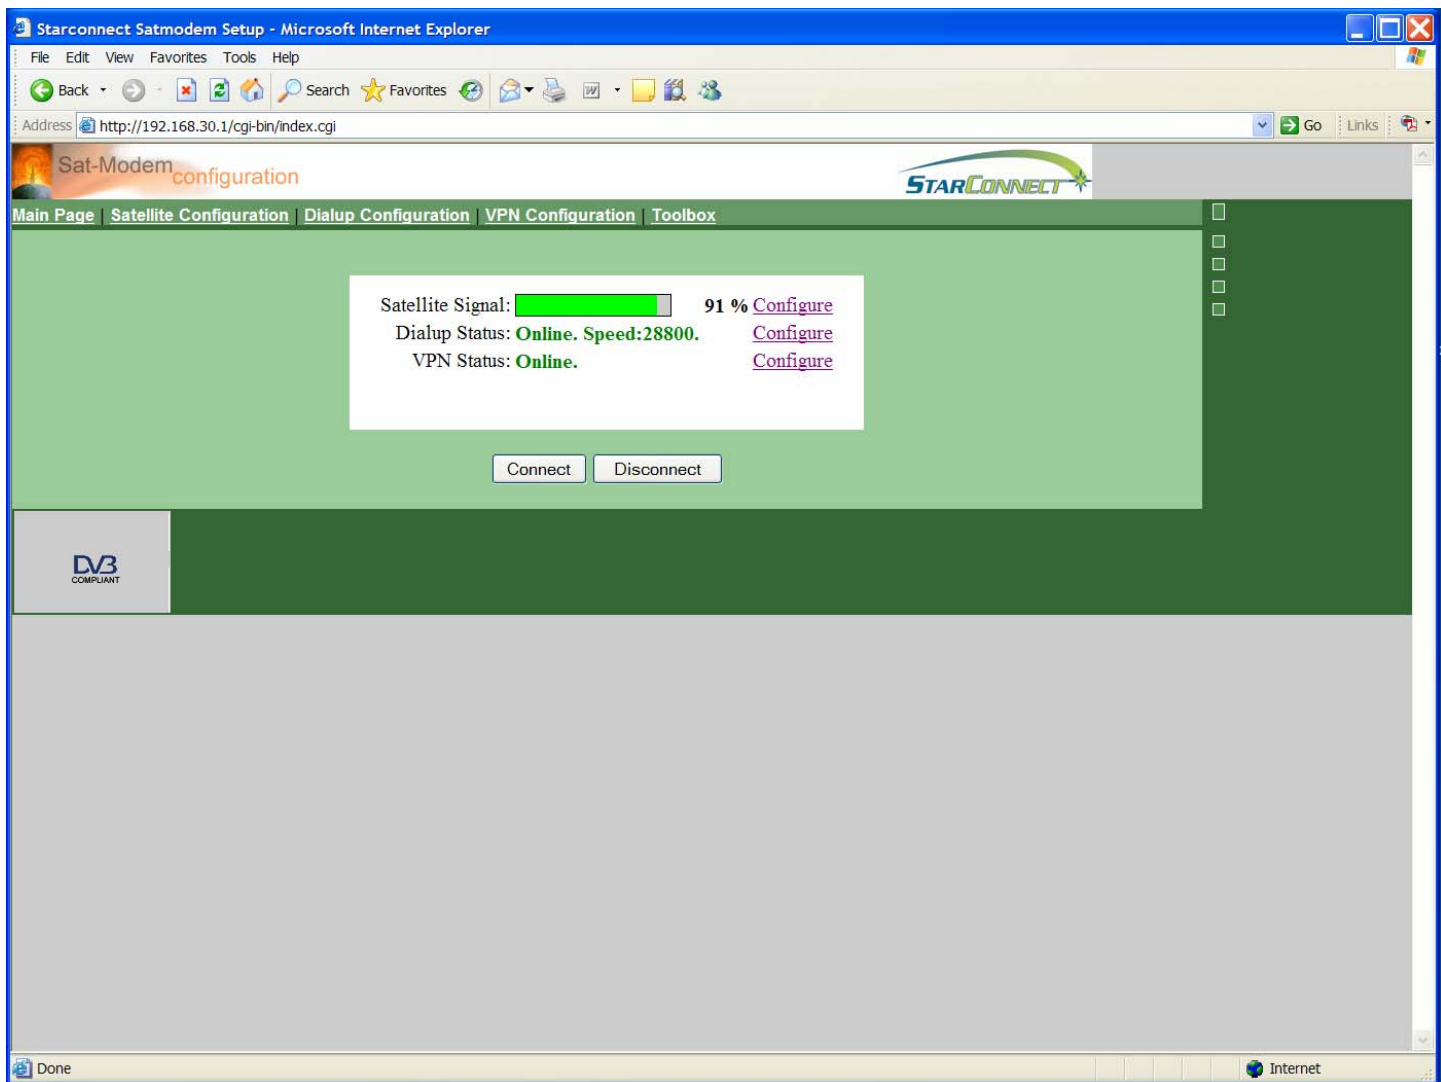 Starconnect Satmodem Setup - Microsoft Internet Explorer
File Edit View Favorites Tools Help
Back Search Favorites
Address http://192.168.30.1/cgi-bin/index.cgi Go Links
Sat-Modem configuration STARCONNECT
Main Page | Satellite Configuration | Dialup Configuration | VPN Configuration | Toolbox
Satellite Signal: 91 % Configure
Dialup Status: Online. Speed:28800. Configure
VPN Status: Online. Configure
Connect Disconnect
DVB
COMPLIANT
Done Internet